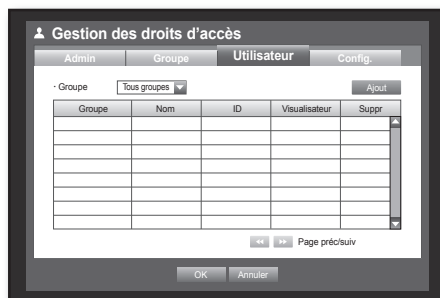 Gestion des droits d'accès
Admin Groupe Utilisateur Config.
· Groupe Tous groupes Ajout
Groupe Nom ID Visualisateur Suppr
Page préc/suiv
OK Annuler